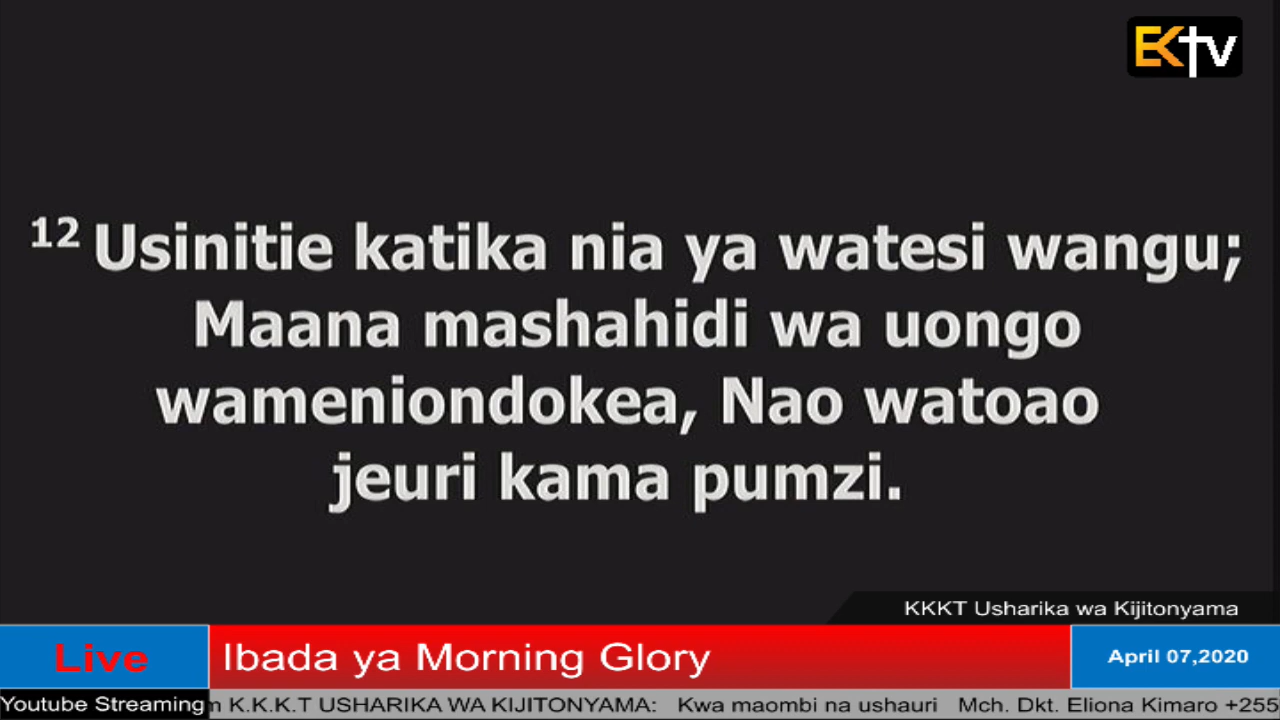 EKTV
12 Usinitie katika nia ya watesi wangu;
Maana mashahidi wa uongo
wameniondokea, Nao watoao
jeuri kama pumzi.
KKKT Usharika wa Kijitonyama
Live
Ibada ya Morning Glory
April 07,2020
Youtube Streaming
m K.K.K.T USHARIKA WA KIJITONYAMA: Kwa maombi na ushauri Mch. Dkt. Eliona Kimaro +255